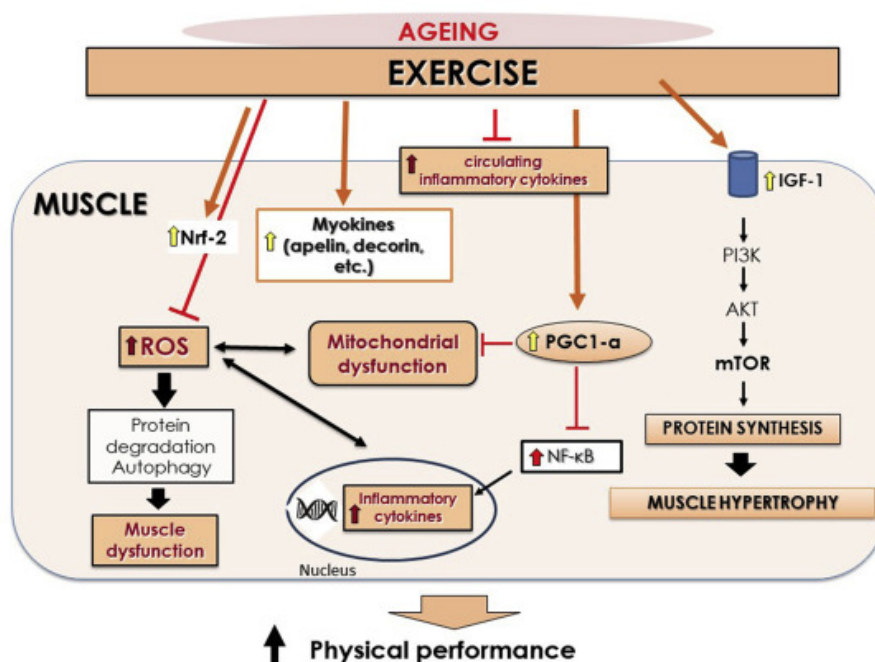 AGEING
EXERCISE
circulating
inflammatory cytokines
IGF-1
MUSCLE
Nrf-2
Myokines
(apelin, decorin,
etc.)
PI3K
AKT
mTOR
PROTEIN SYNTHESIS
MUSCLE HYPERTROPHY
ROS
Mitochondrial
dysfunction
PGC1-a
Protein
degradation
Autophagy
NF-κB
Muscle
dysfunction
Inflammatory
cytokines
Nucleus
Physical performance